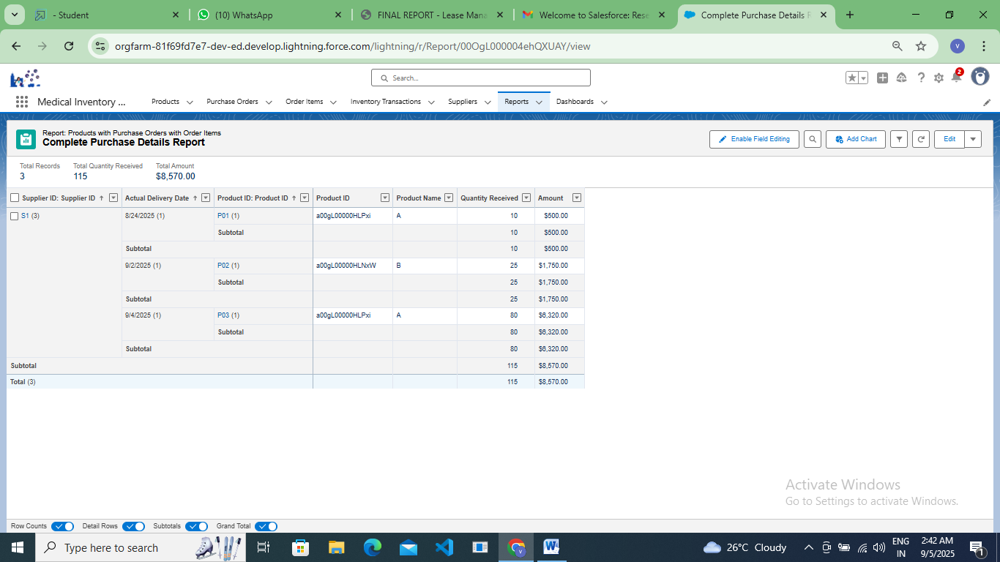 - Student
(10) WhatsApp
FINAL REPORT - Lease Mana
Welcome to Salesforce: Rese
Complete Purchase Details R
orgfarm-81f69fd7e7-dev-ed.develop.lightning.force.com/lightning/r/Report/00OgL000004ehQXUAY/view
V
Search...
2
Medical Inventory ...
Products
Purchase Orders
Order Items
Inventory Transactions
Suppliers
Reports
Dashboards
Report: Products with Purchase Orders with Order Items
Complete Purchase Details Report
Enable Field Editing
Add Chart
Edit
Total Records Total Quantity Received Total Amount
3 115 $8,570.00
Supplier ID: Supplier ID ↑ Actual Delivery Date ↑ Product ID: Product ID ↑ Product ID Product Name Quantity Received Amount
S1 (3) 8/24/2025 (1) P01 (1) a00gL00000HLPxi A 10 $500.00
Subtotal 10 $500.00
Subtotal 10 $500.00
9/2/2025 (1) P02 (1) a00gL00000HLNxW B 25 $1,750.00
Subtotal 25 $1,750.00
Subtotal 25 $1,750.00
9/4/2025 (1) P03 (1) a00gL00000HLPxi A 80 $6,320.00
Subtotal 80 $6,320.00
Subtotal 80 $6,320.00
Subtotal 115 $8,570.00
Total (3) 115 $8,570.00
Activate Windows
Go to Settings to activate Windows.
Row Counts Detail Rows Subtotals Grand Total
Type here to search
26°C Cloudy
ENG
IN
2:42 AM
9/5/2025
1